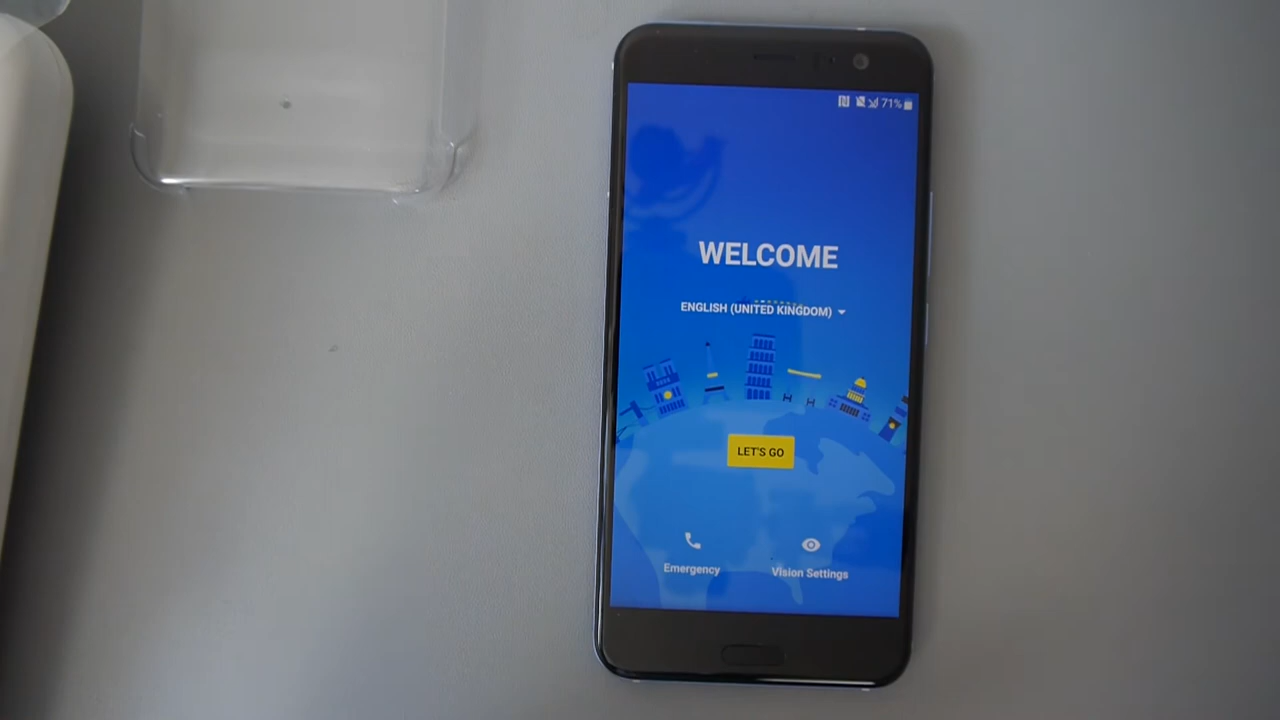 71%
WELCOME
ENGLISH (UNITED KINGDOM)
LET'S GO
Emergency
Vision Settings